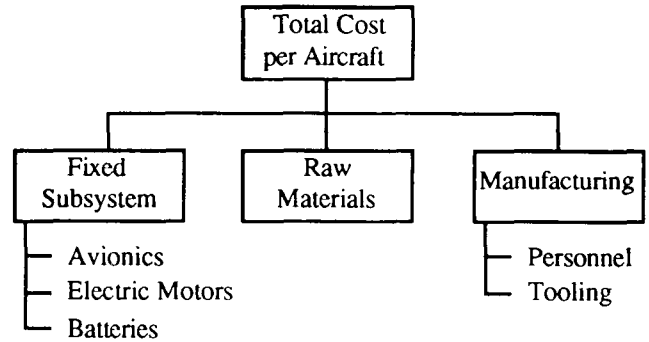 Total Cost
per Aircraft
Fixed
Subsystem
Raw
Materials
Manufacturing
Avionics
Electric Motors
Batteries
Personnel
Tooling